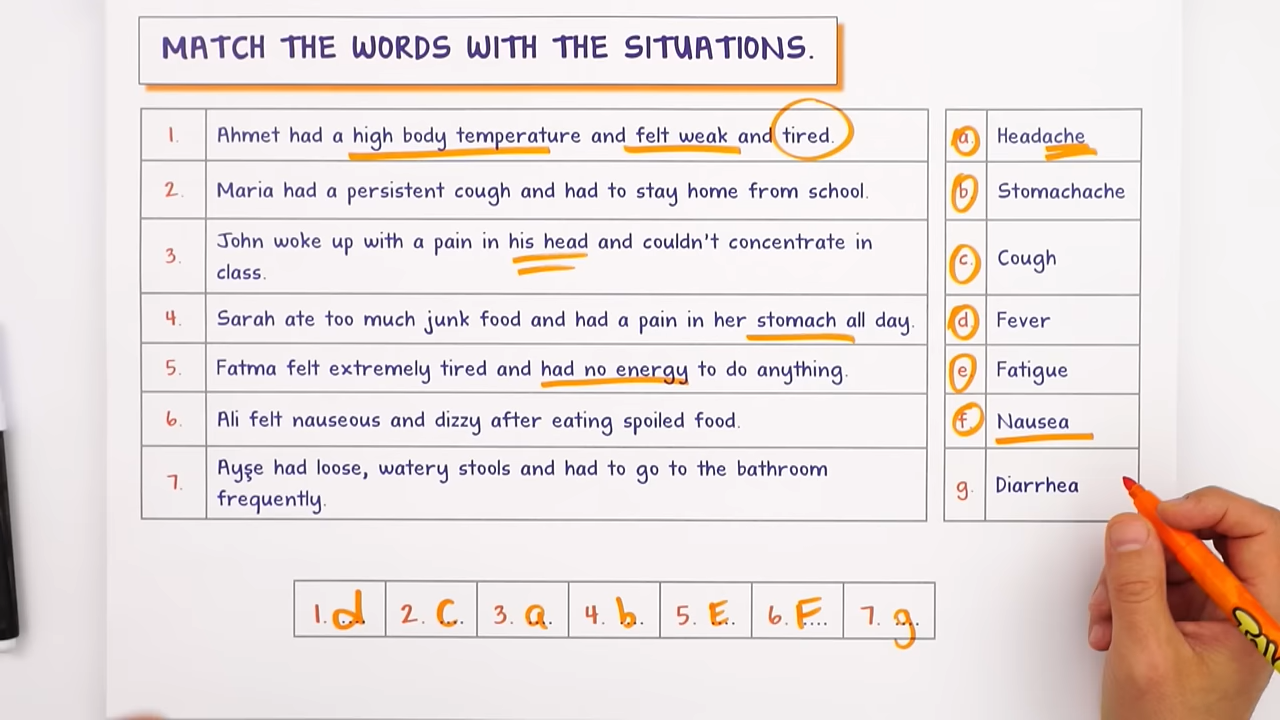 MATCH THE WORDS WITH THE SITUATIONS.
1. Ahmet had a high body temperature and felt weak and tired.
2. Maria had a persistent cough and had to stay home from school.
3. John woke up with a pain in his head and couldn't concentrate in
class.
4. Sarah ate too much junk food and had a pain in her stomach all day.
5. Fatma felt extremely tired and had no energy to do anything.
6. Ali felt nauseous and dizzy after eating spoiled food.
7. Ayşe had loose, watery stools and had to go to the bathroom
frequently.
a. Headache
b. Stomachache
c. Cough
d. Fever
e. Fatigue
f. Nausea
g. Diarrhea
1. d 2. c 3. a 4. b 5. E 6. F 7. g